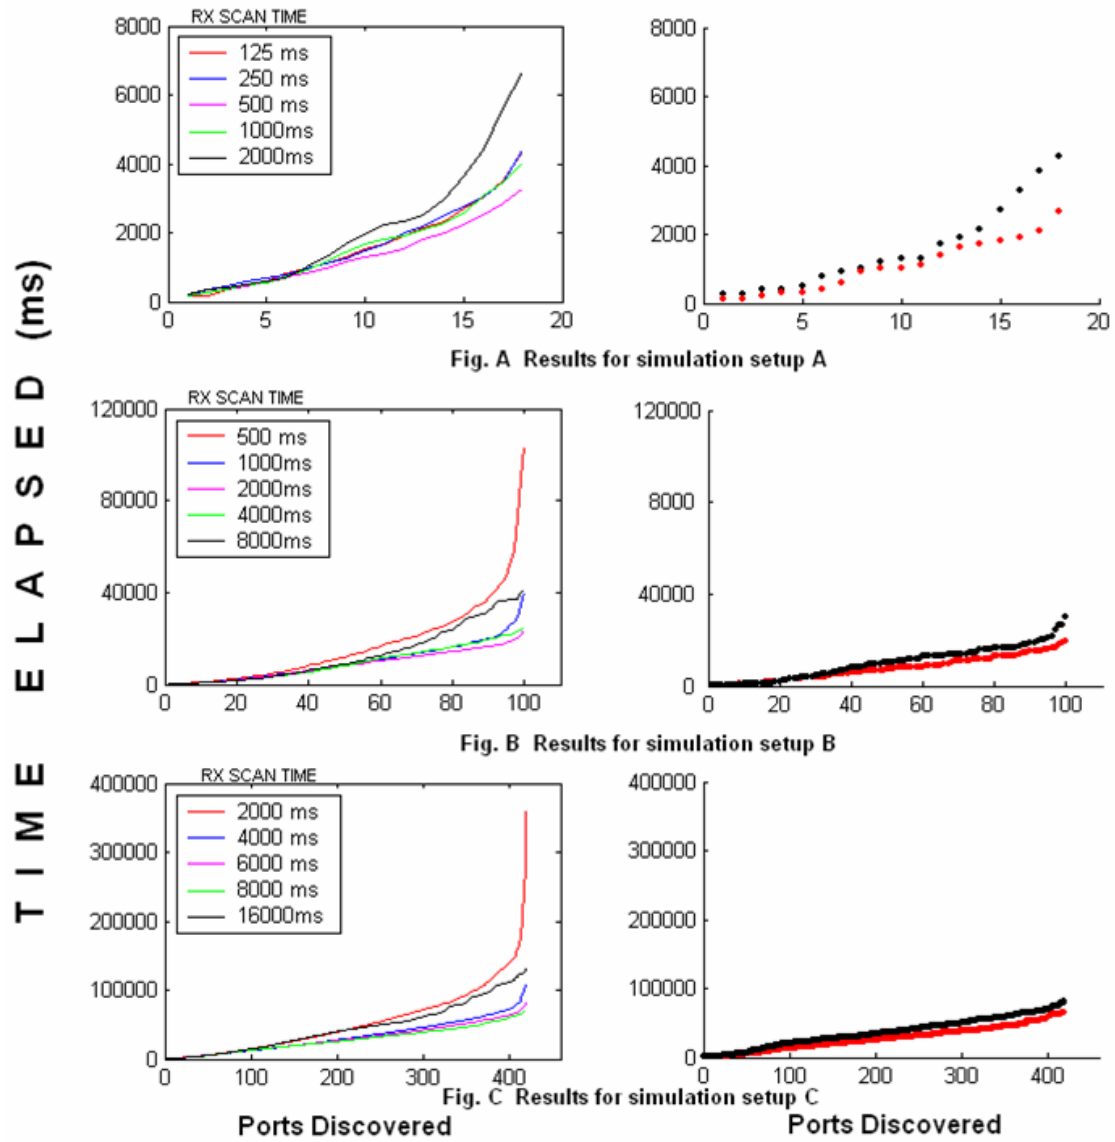 TIME ELAPSED (ms)
RX SCAN TIME
8000
6000
4000
2000
0
125 ms
250 ms
500 ms
1000ms
2000ms
0
5
10
15
20
8000
6000
4000
2000
0
0
5
10
15
20
Fig. A Results for simulation setup A
RX SCAN TIME
120000
80000
40000
0
500 ms
1000ms
2000ms
4000ms
8000ms
0
20
40
60
80
100
120000
8000
40000
0
0
20
40
60
80
100
Fig. B Results for simulation setup B
RX SCAN TIME
400000
300000
200000
100000
0
2000 ms
4000 ms
6000 ms
8000 ms
16000ms
0
100
200
300
400
400000
300000
200000
100000
0
0
100
200
300
400
Fig. C Results for simulation setup C
Ports Discovered
Ports Discovered